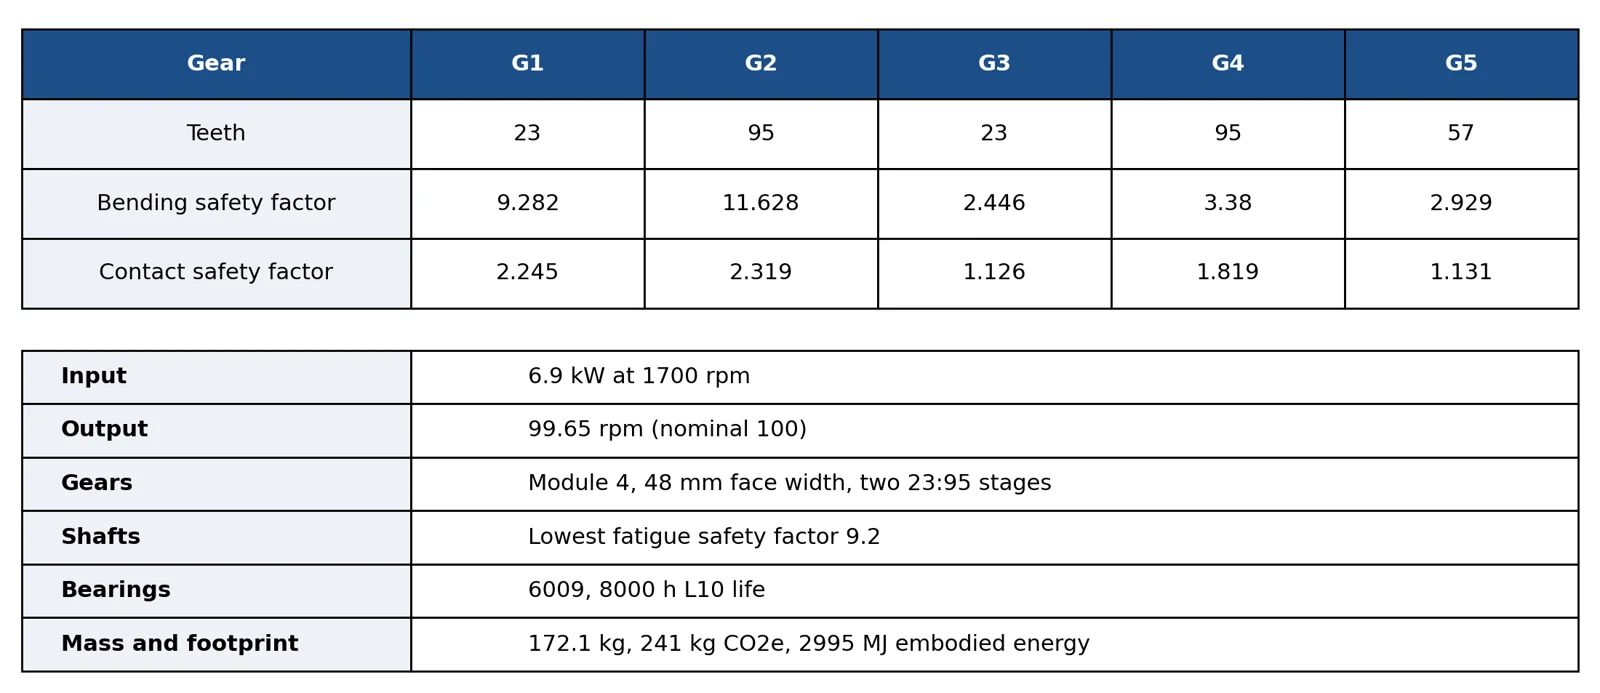 Gear G1 G2 G3 G4 G5
Teeth 23 95 23 95 57
Bending safety factor 9.282 11.628 2.446 3.38 2.929
Contact safety factor 2.245 2.319 1.126 1.819 1.131
Input 6.9 kW at 1700 rpm
Output 99.65 rpm (nominal 100)
Gears Module 4, 48 mm face width, two 23:95 stages
Shafts Lowest fatigue safety factor 9.2
Bearings 6009, 8000 h L10 life
Mass and footprint 172.1 kg, 241 kg CO2e, 2995 MJ embodied energy